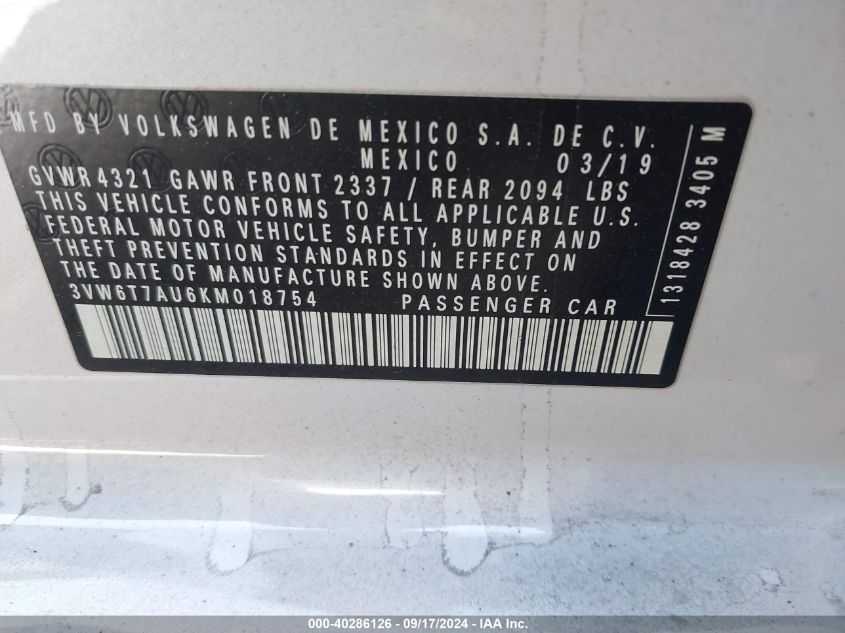 MFD BY VOLKSWAGEN DE MEXICO S.A. DE C.V.
MEXICO 03/19
GVWR 4321 GAWR FRONT 2337 / REAR 2094 LBS
THIS VEHICLE CONFORMS TO ALL APPLICABLE U.S.
FEDERAL MOTOR VEHICLE SAFETY, BUMPER AND
THEFT PREVENTION STANDARDS IN EFFECT ON
THE DATE OF MANUFACTURE SHOWN ABOVE.
3VW6T7AU6KM018754 PASSENGER CAR
1318428 3405 M
000-40286126 - 09/17/2024 - IAA Inc.